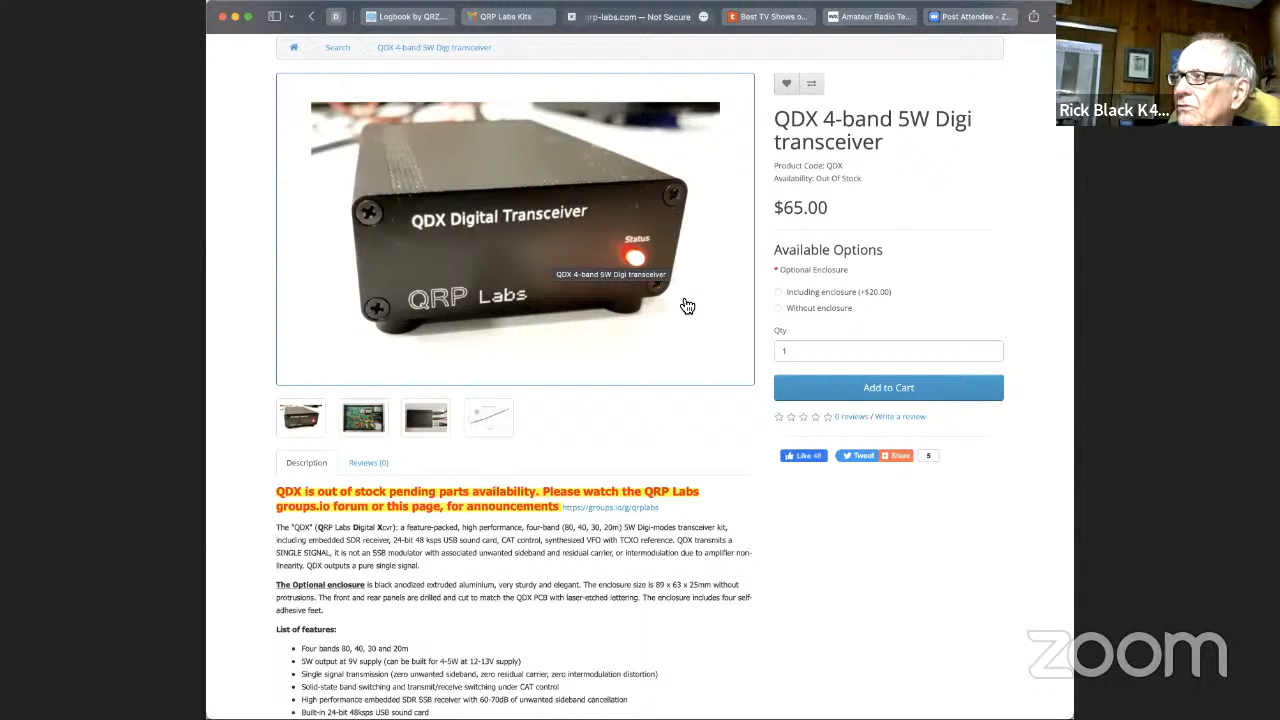 Logbook by QRZ....
QRP Labs Kits
qrp-labs.com — Not Secure
Best TV Shows o...
Amateur Radio Te...
Post Attendee - Z...
Search
QDX 4-band 5W Digi transceiver
Rick Black K4...
QDX Digital Transceiver
Status
QDX 4-band 5W Digi transceiver
QRP Labs
QDX 4-band 5W Digi
transceiver
Product Code: QDX
Availability: Out Of Stock
$65.00
Available Options
* Optional Enclosure
Including enclosure (+$20.00)
Without enclosure
Qty
1
Add to Cart
0 reviews / Write a review
Like 48
Tweet
Share
5
Description
Reviews (0)
QDX is out of stock pending parts availability. Please watch the QRP Labs
groups.io forum or this page, for announcements https://groups.io/g/qrplabs
The "QDX" (QRP Labs Digital Xcvr): a feature-packed, high performance, four-band (80, 40, 30, 20m) 5W Digi-modes transceiver kit,
including embedded SDR receiver, 24-bit 48 ksps USB sound card, CAT control, synthesized VFO with TCXO reference. QDX transmits a
SINGLE SIGNAL, it is not an SSB modulator with associated unwanted sideband and residual carrier, or intermodulation due to amplifier non-
linearity. QDX outputs a pure single signal.
The Optional enclosure is black anodized extruded aluminium, very sturdy and elegant. The enclosure size is 89 x 63 x 25mm without
protrusions. The front and rear panels are drilled and cut to match the QDX PCB with laser-etched lettering. The enclosure includes four self-
adhesive feet.
List of features:
Four bands 80, 40, 30 and 20m
5W output at 9V supply (can be built for 4-5W at 12-13V supply)
Single signal transmission (zero unwanted sideband, zero residual carrier, zero intermodulation distortion)
Solid-state band switching and transmit/receive switching under CAT control
High performance embedded SDR SSB receiver with 60-70dB of unwanted sideband cancellation
Built-in 24-bit 48ksps USB sound card
zoom